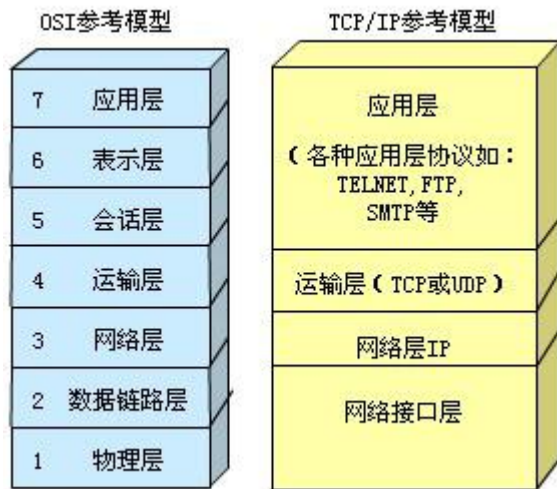 OSI参考模型
7 应用层
6 表示层
5 会话层
4 运输层
3 网络层
2 数据链路层
1 物理层
TCP/IP参考模型
应用层
(各种应用层协议如:
TELNET, FTP,
SMTP等
运输层(TCP或UDP)
网络层IP
网络接口层